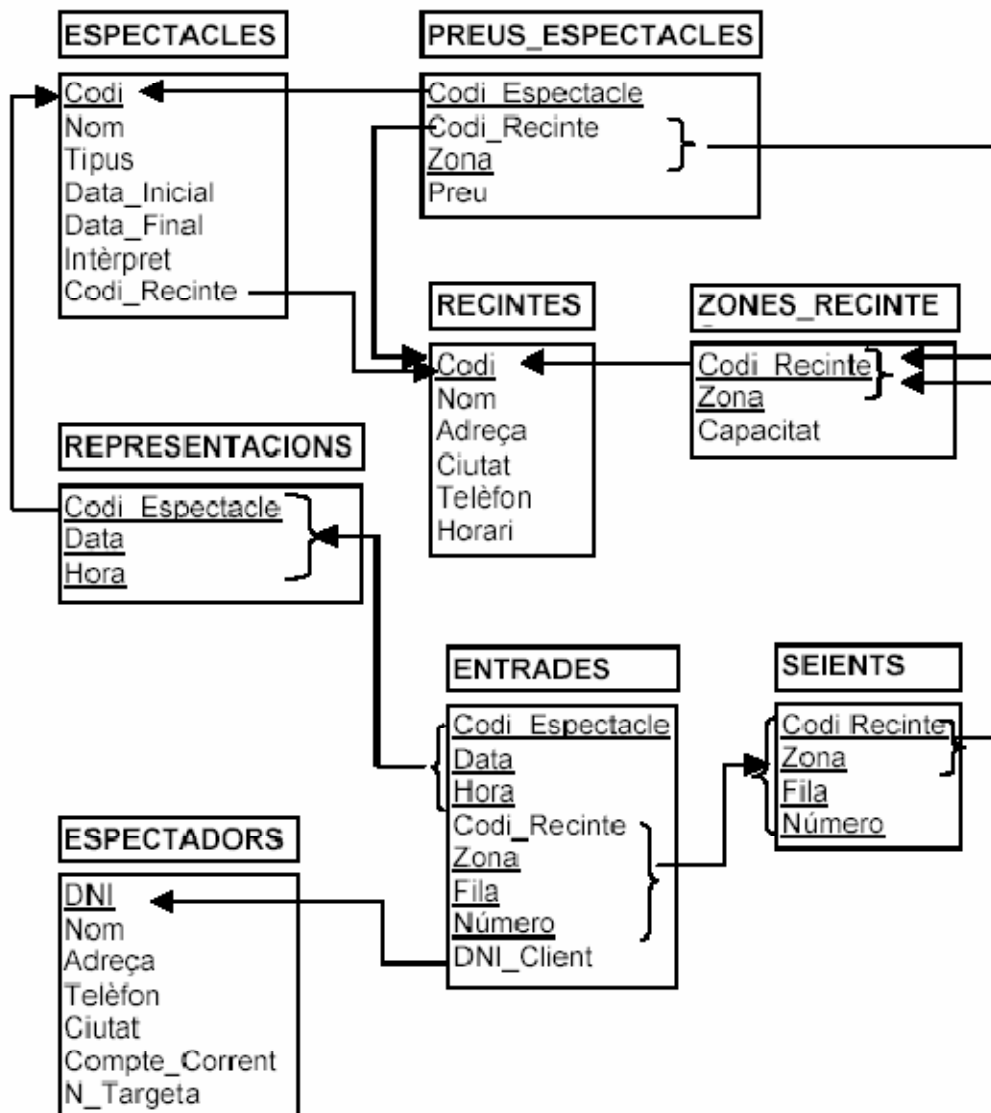 ESPECTACLES
Codi
Nom
Tipus
Data_Inicial
Data_Final
Intèrpret
Codi_Recinte
PREUS_ESPECTACLES
Codi_Espectacle
Codi_Recinte
Zona
Preu
RECINTES
Codi
Nom
Adreça
Ciutat
Telèfon
Horari
ZONES_RECINTE
Codi_Recinte
Zona
Capacitat
REPRESENTACIONS
Codi_Espectacle
Data
Hora
ENTRADES
Codi_Espectacle
Data
Hora
Codi_Recinte
Zona
Fila
Número
DNI_Client
SEIENTS
Codi Recinte
Zona
Fila
Número
ESPECTADORS
DNI
Nom
Adreça
Telèfon
Ciutat
Compte_Corrent
N_Targeta